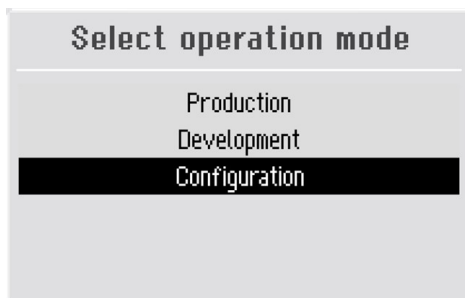 Select operation mode
Production
Development
Configuration